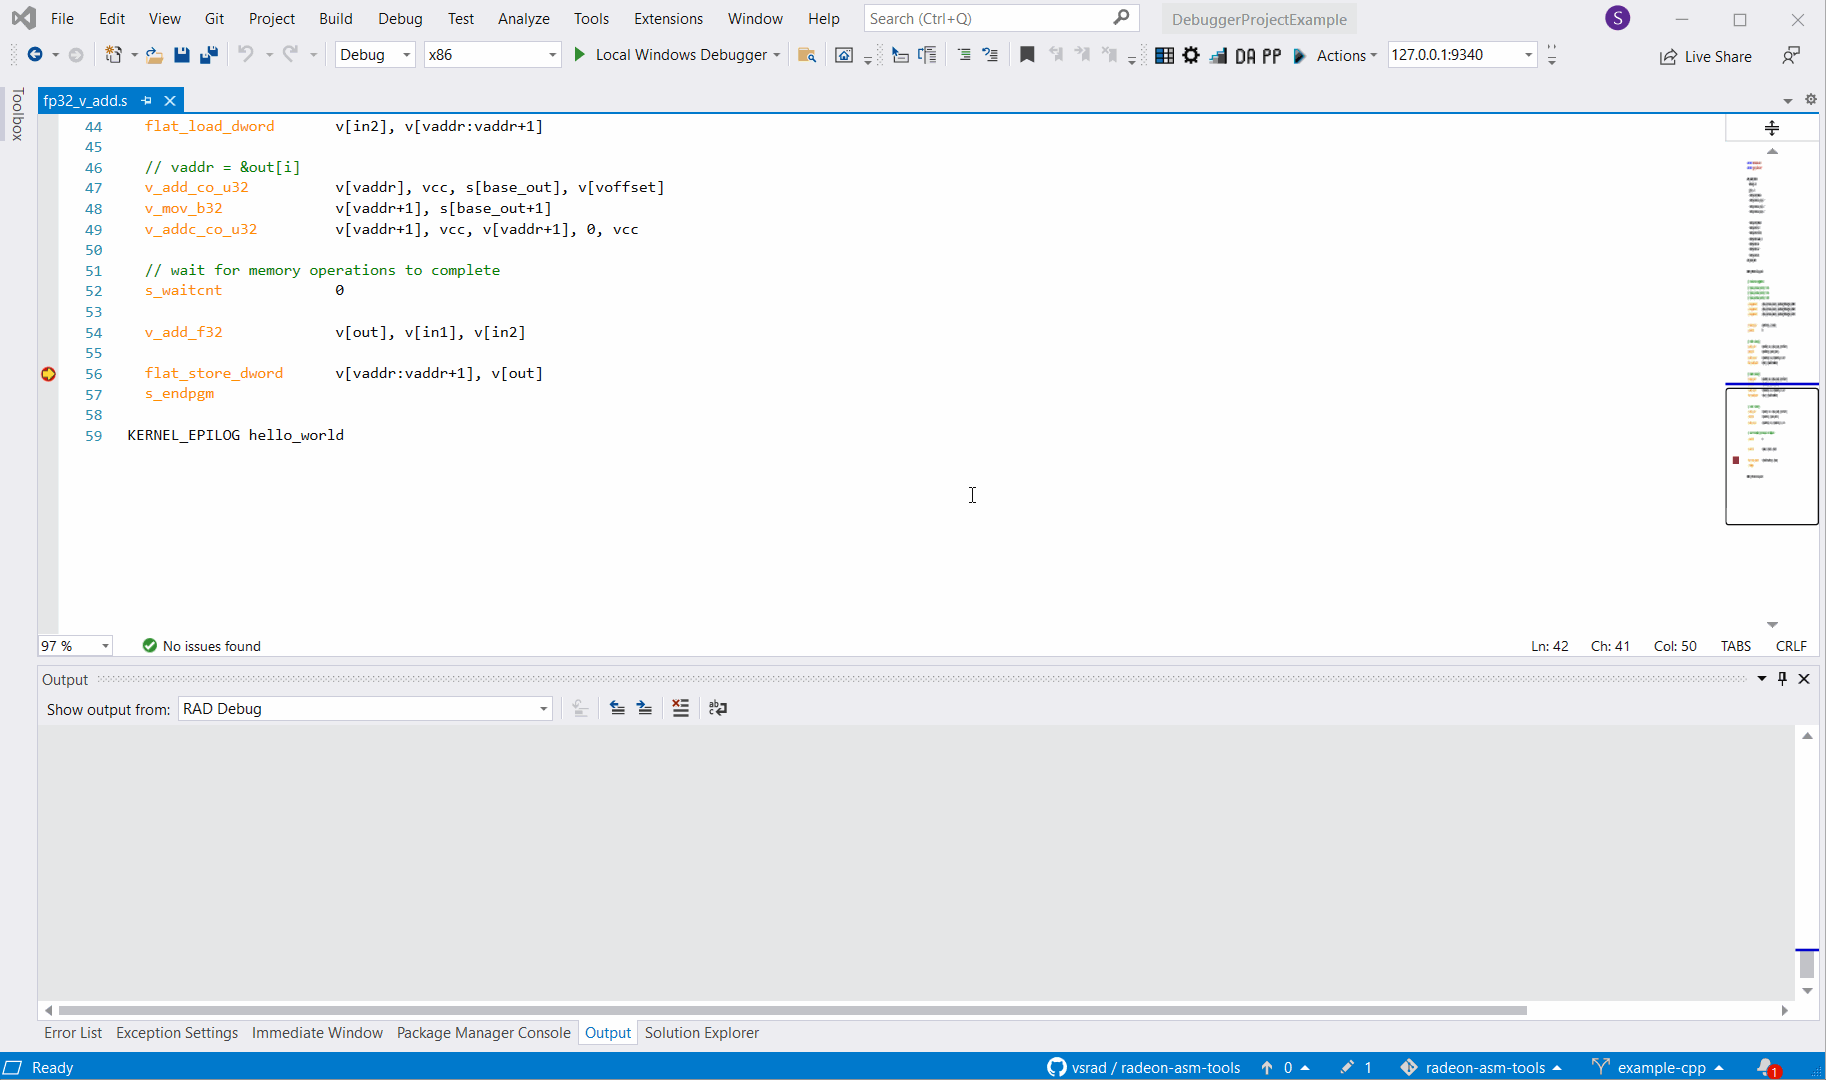 File Edit View Git Project Build Debug Test Analyze Tools Extensions Window Help Search (Ctrl+Q) DebuggerProjectExample S
Debug x86 Local Windows Debugger DA PP Actions 127.0.0.1:9340 Live Share
Toolbox
fp32_v_add.s
44 flat_load_dword v[in2], v[vaddr:vaddr+1]
45
46 // vaddr = &out[i]
47 v_add_co_u32 v[vaddr], vcc, s[base_out], v[voffset]
48 v_mov_b32 v[vaddr+1], s[base_out+1]
49 v_addc_co_u32 v[vaddr+1], vcc, v[vaddr+1], 0, vcc
50
51 // wait for memory operations to complete
52 s_waitcnt 0
53
54 v_add_f32 v[out], v[in1], v[in2]
55
56 flat_store_dword v[vaddr:vaddr+1], v[out]
57 s_endpgm
58
59 KERNEL_EPILOG hello_world
97 % No issues found Ln: 42 Ch: 41 Col: 50 TABS CRLF
Output
Show output from: RAD Debug
Error List Exception Settings Immediate Window Package Manager Console Output Solution Explorer
Ready vsrad / radeon-asm-tools 0 1 radeon-asm-tools example-cpp 1